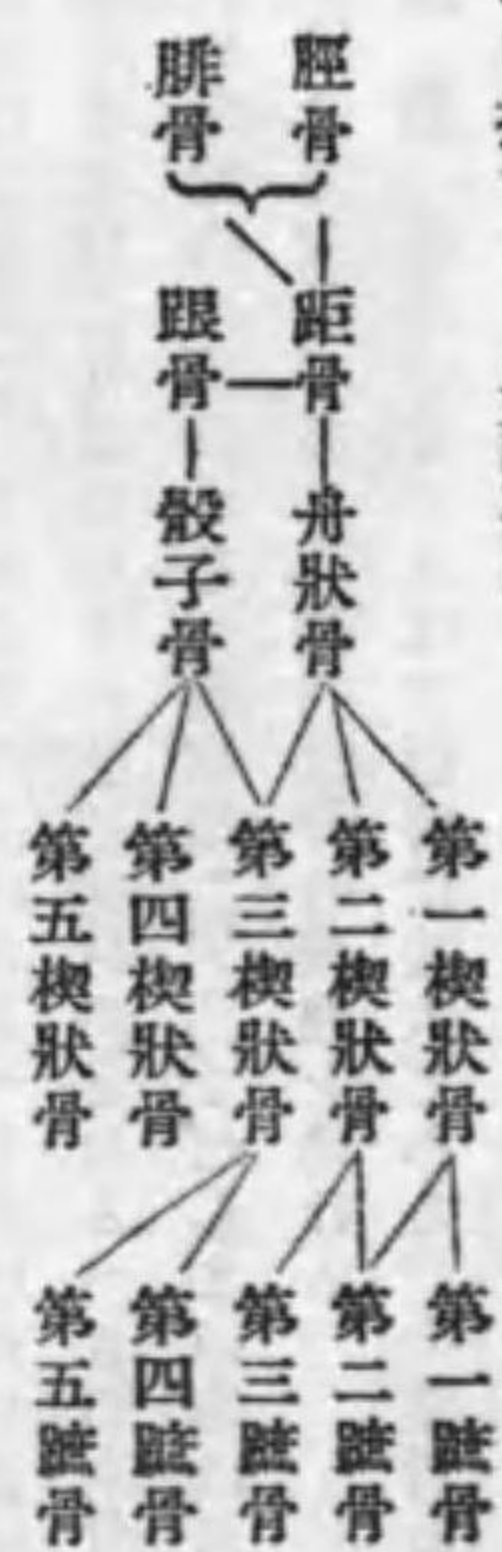 脛骨
腓骨
距骨
跟骨
舟狀骨
骰子骨
第一楔狀骨
第二楔狀骨
第三楔狀骨
第四楔狀骨
第五楔狀骨
第一蹠骨
第二蹠骨
第三蹠骨
第四蹠骨
第五蹠骨